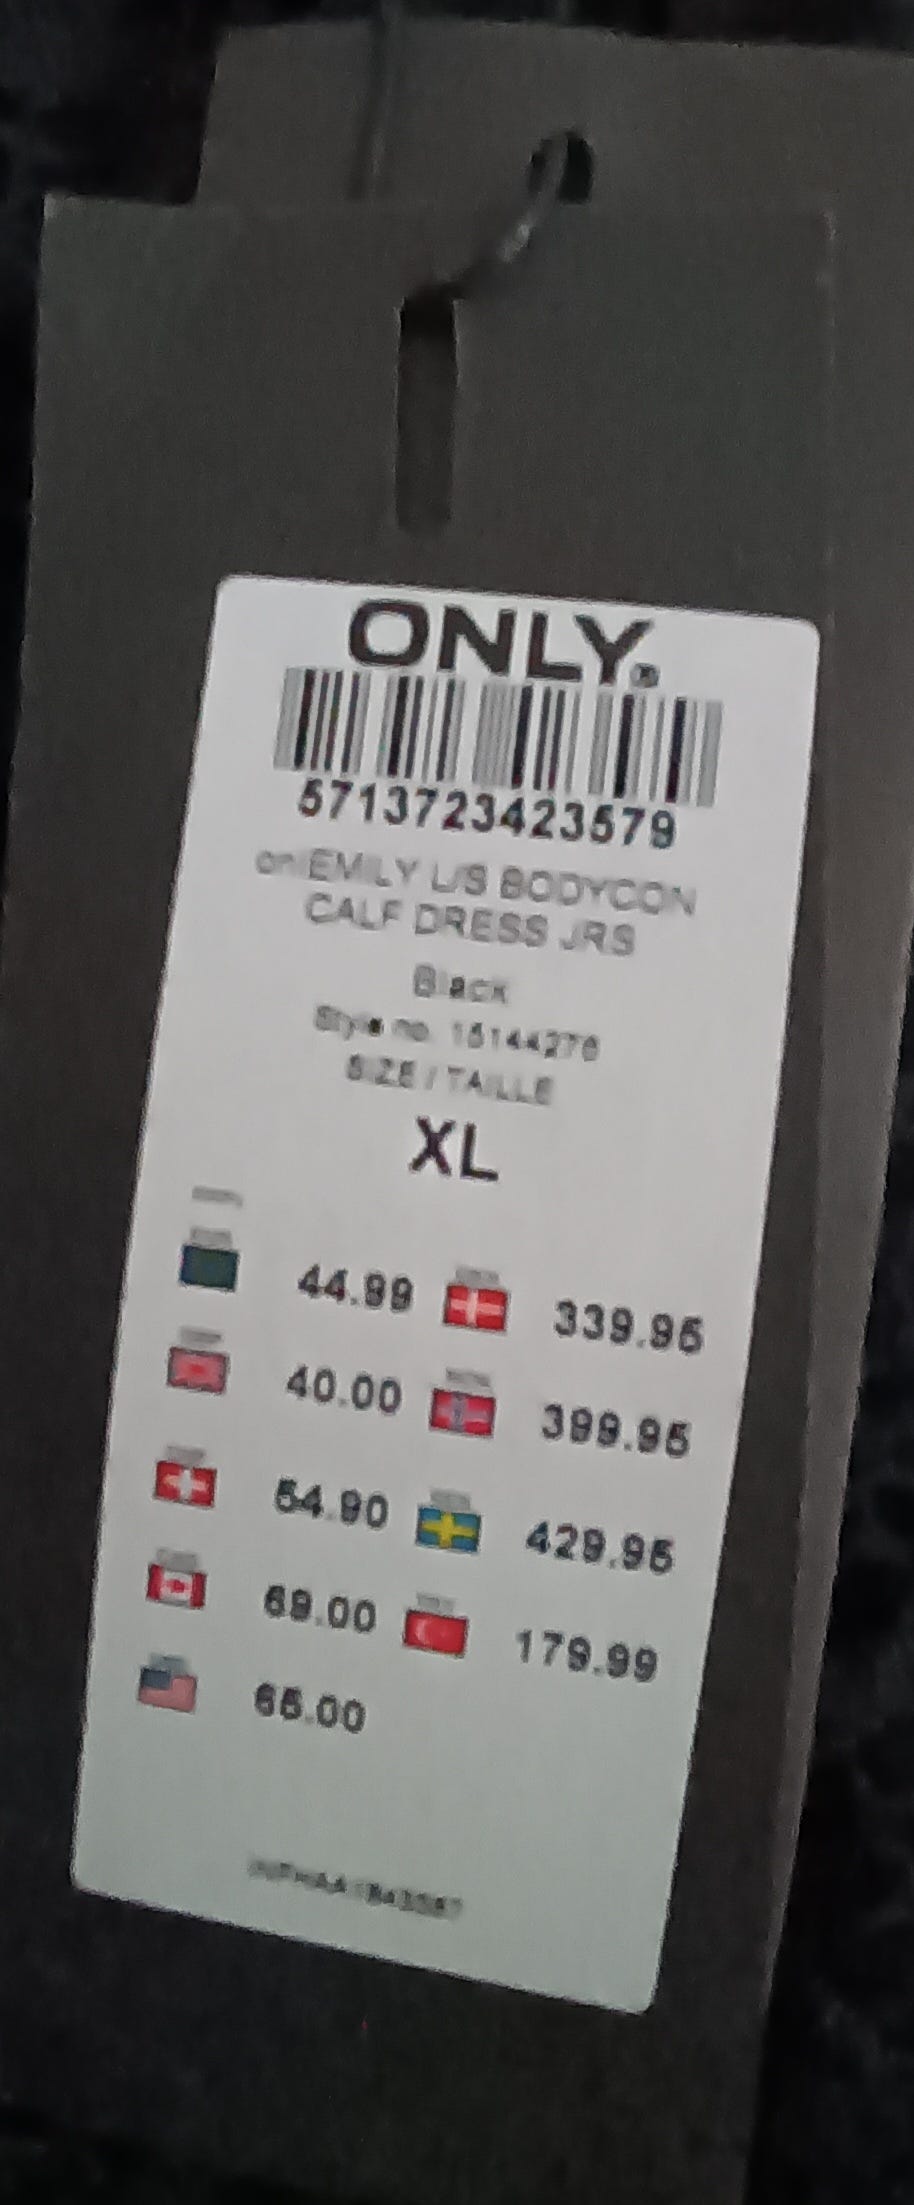 ONLY®
5713723423579
onlEMILY L/S BODYCON
CALF DRESS JRS
Black
Style no. 15144276
SIZE / TAILLE
XL
44.99 339.95
40.00 399.95
54.90 429.95
69.00 179.99
65.00